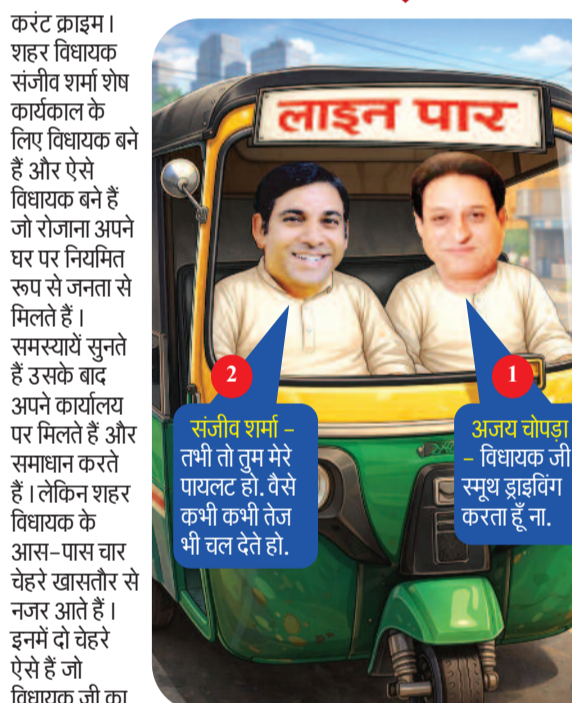 करंट क्राइम।
शहर विधायक
संजीव शर्मा शेष
कार्यकाल के
लिए विधायक बने
हैं और ऐसे
विधायक बने हैं
जो रोजाना अपने
घर पर नियमित
रूप से जनता से
मिलते हैं।
समस्यायें सुनते
हैं उसके बाद
अपने कार्यालय
पर मिलते हैं और
समाधान करते
हैं। लेकिन शहर
विधायक के
आस-पास चार
चेहरे खासतौर से
नजर आते हैं।
इनमें दो चेहरे
ऐसे हैं जो
विधायक जी का
लाइन पार
1
अजय चोपड़ा
– विधायक जी
स्मूथ ड्राइविंग
करता हूँ ना.
2
संजीव शर्मा –
तभी तो तुम मेरे
पायलट हो. वैसे
कभी कभी तेज
भी चल देते हो.